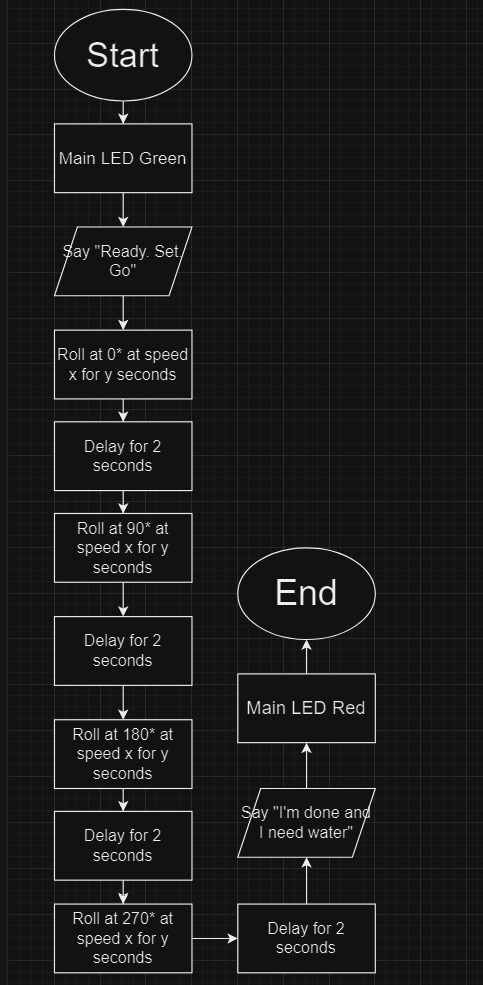 Start
Main LED Green
Say "Ready. Set.
Go"
Roll at 0* at speed
x for y seconds
Delay for 2
seconds
Roll at 90* at
speed x for y
seconds
Delay for 2
seconds
Roll at 180* at
speed x for y
seconds
Delay for 2
seconds
Roll at 270* at
speed x for y
seconds
Delay for 2
seconds
Say "I'm done and
I need water"
Main LED Red
End